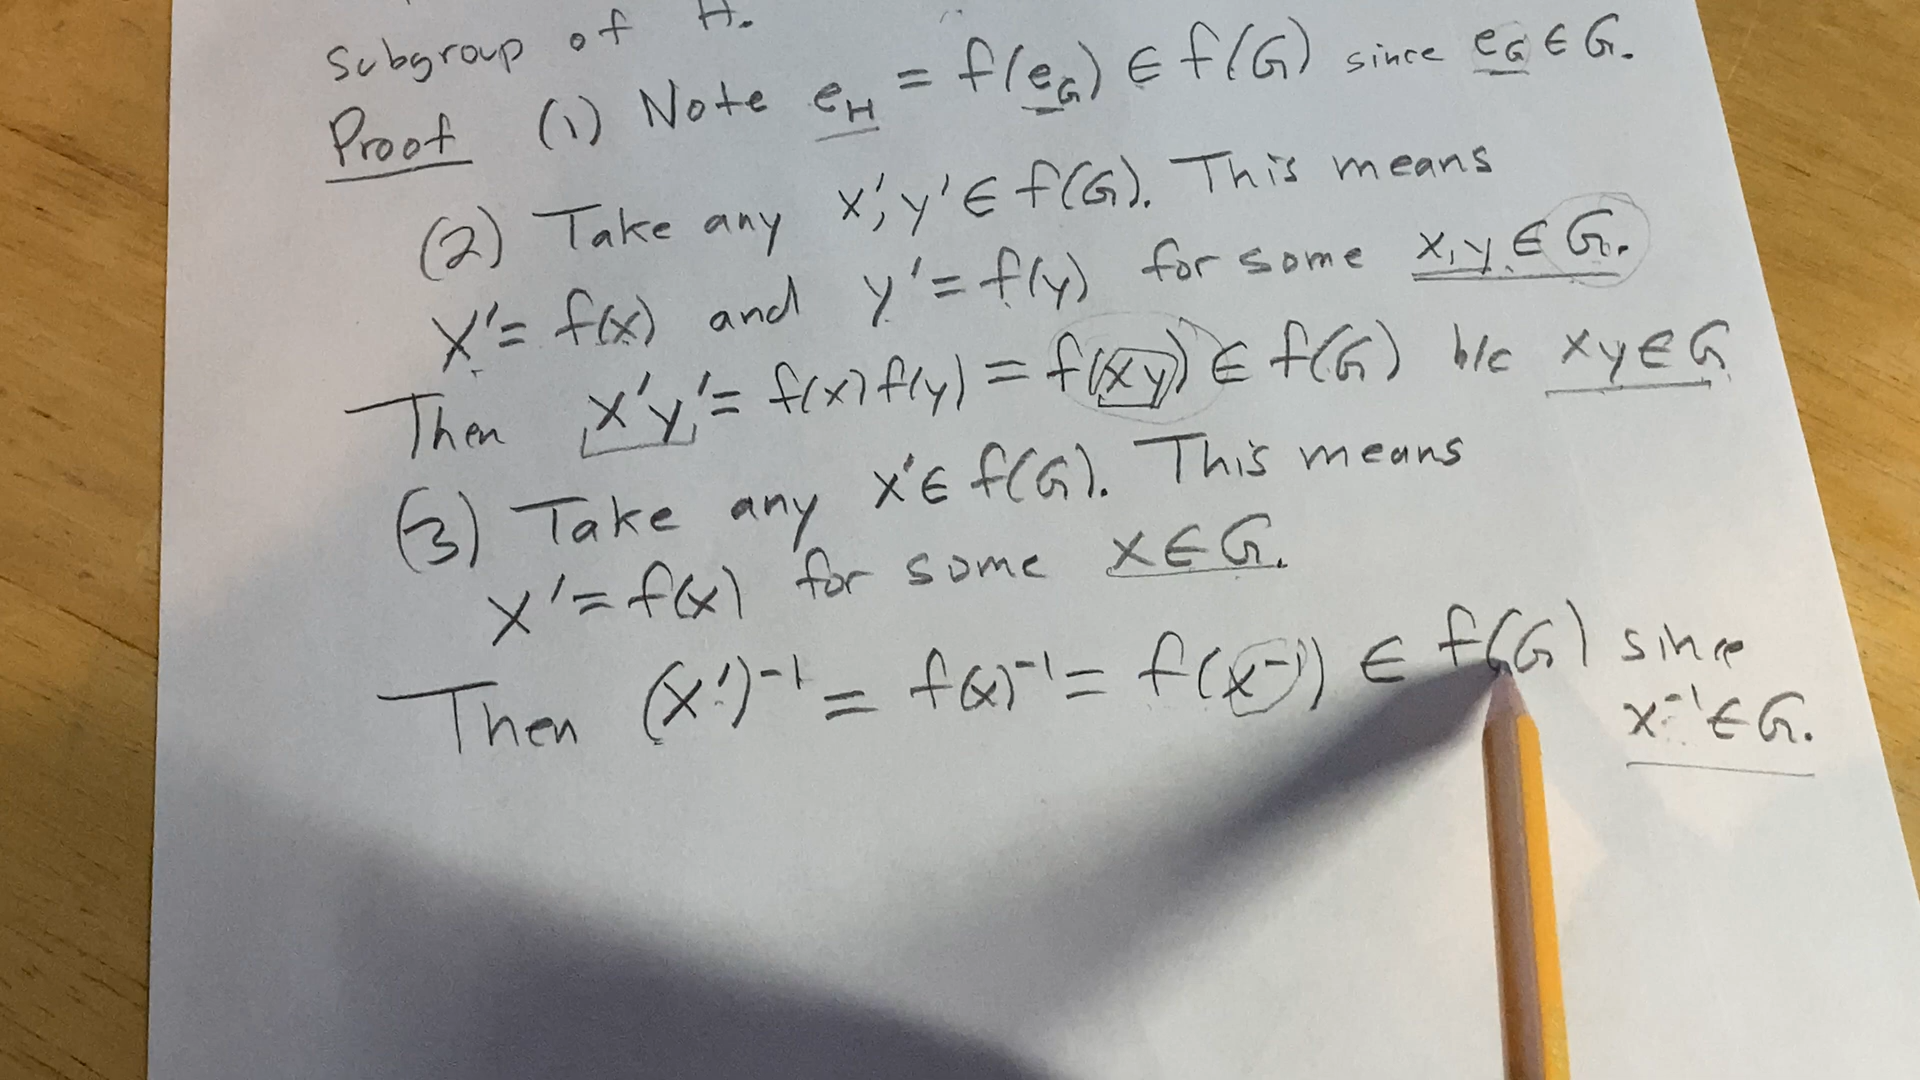 Subgroup of H.
Proof (1) Note e_H = f(e_G) ∈ f(G) since e_G ∈ G.
(2) Take any x', y' ∈ f(G). This means
x' = f(x) and y' = f(y) for some x, y ∈ G.
Then x'y' = f(x)f(y) = f(xy) ∈ f(G) b/c xy ∈ G
(3) Take any x' ∈ f(G). This means
x' = f(x) for some x ∈ G.
Then (x')⁻¹ = f(x)⁻¹ = f(x⁻¹) ∈ f(G) since
x⁻¹ ∈ G.